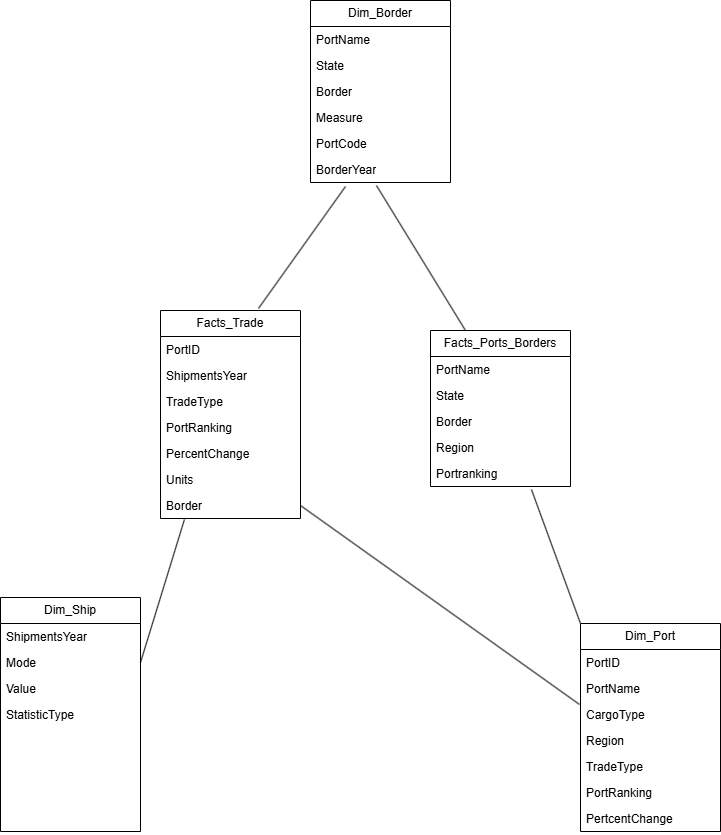 Dim_Border
PortName
State
Border
Measure
PortCode
BorderYear
Facts_Trade
PortID
ShipmentsYear
TradeType
PortRanking
PercentChange
Units
Border
Facts_Ports_Borders
PortName
State
Border
Region
Portranking
Dim_Ship
ShipmentsYear
Mode
Value
StatisticType
Dim_Port
PortID
PortName
CargoType
Region
TradeType
PortRanking
PertcentChange